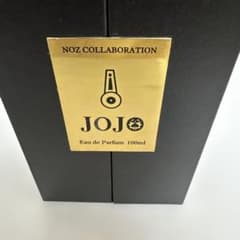 NOZ COLLABORATION
JOJO
Eau de Parfum 100ml